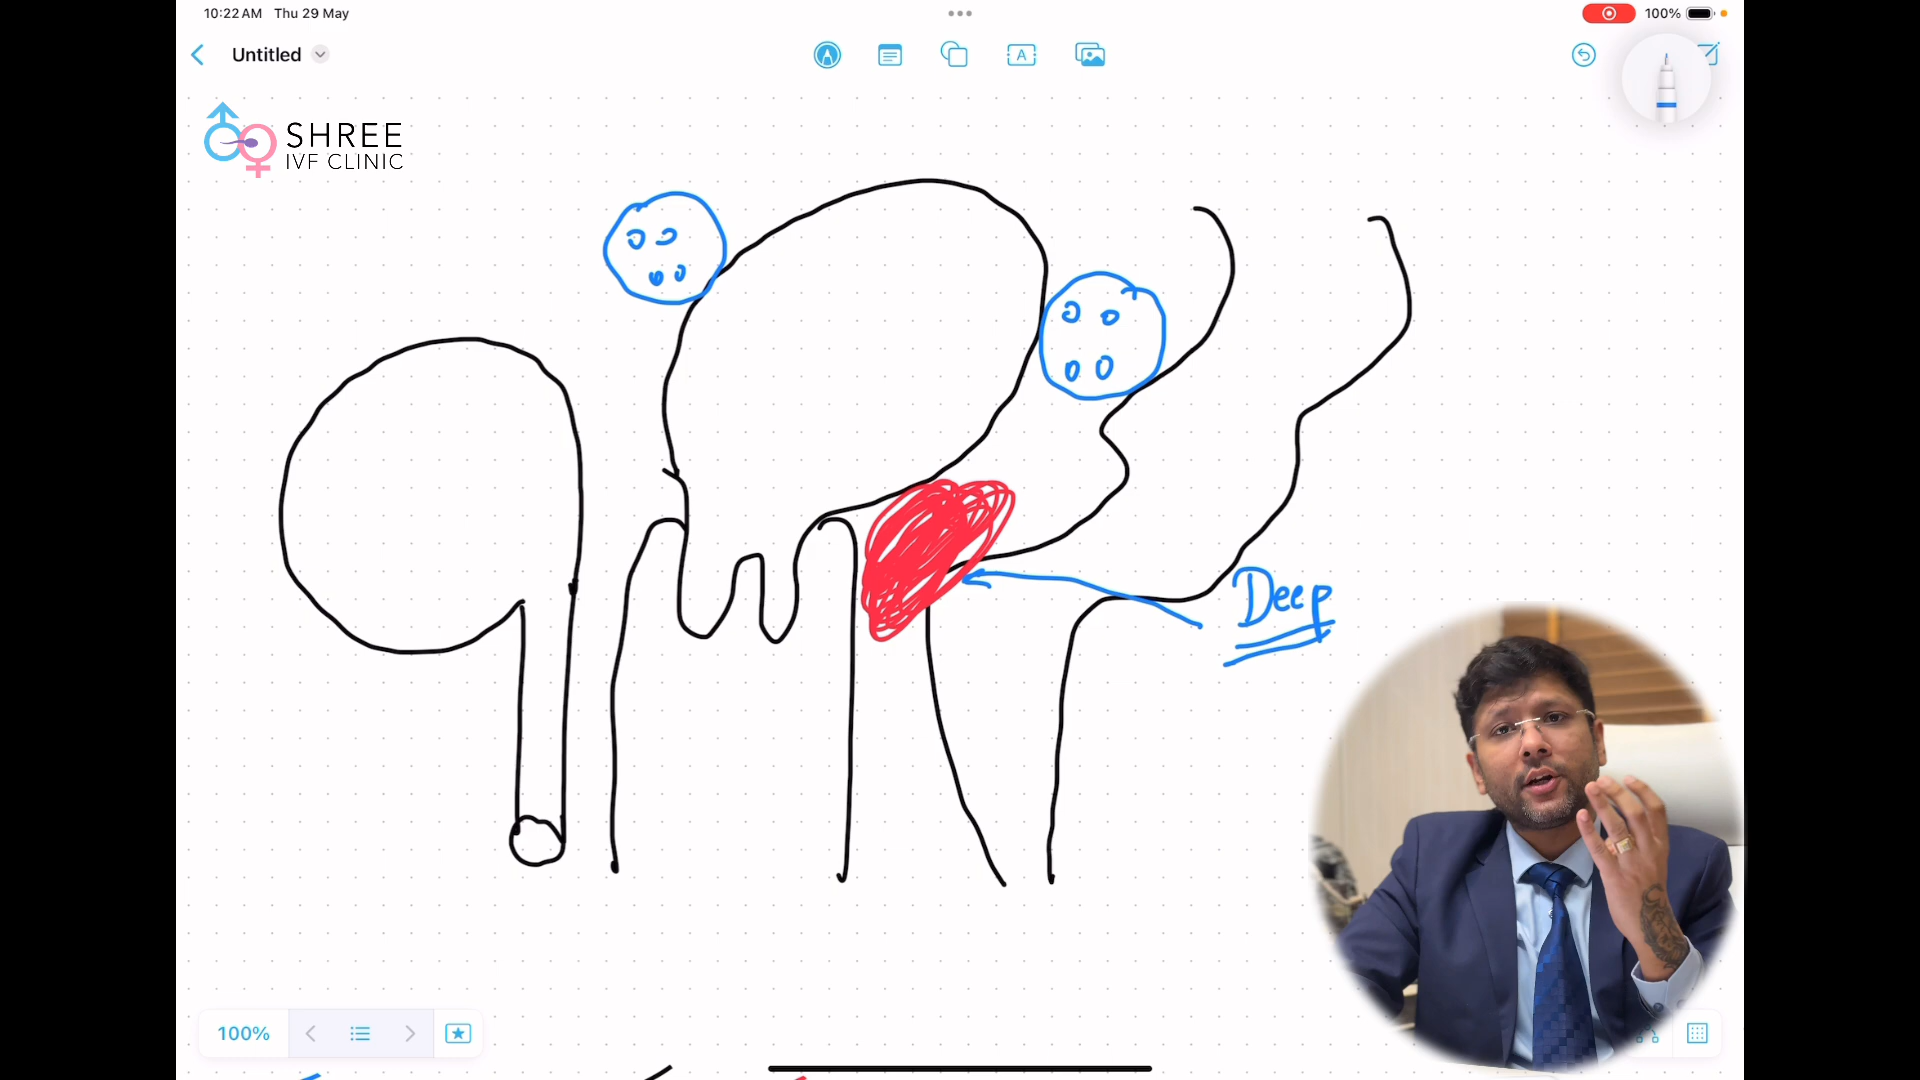 10:22 AM Thu 29 May
100%
Untitled
A
SHREE
IVF CLINIC
Deep
100%